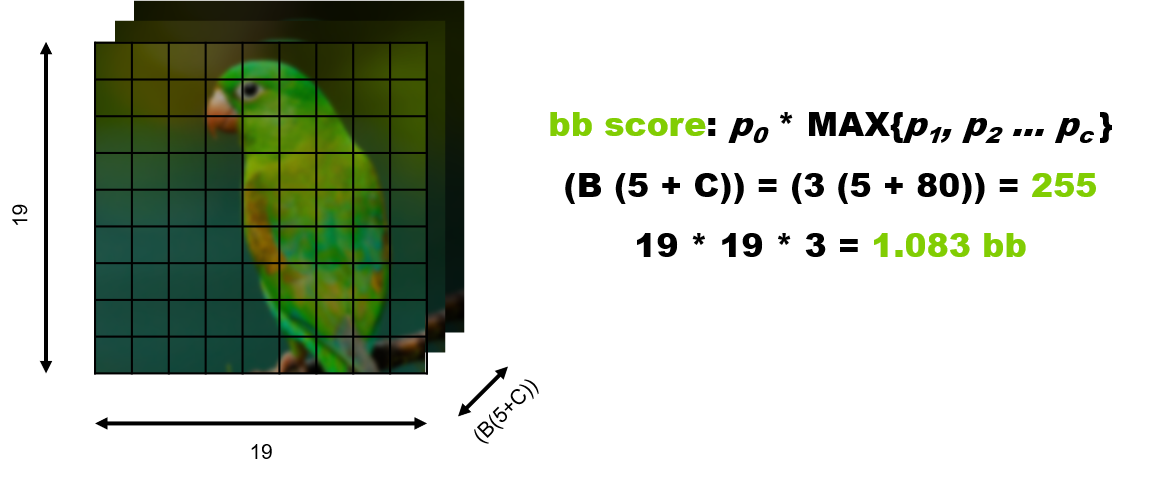 19
19
(B(5+C))
bb score: p0 * MAX{p1, p2 ... pc}
(B (5 + C)) = (3 (5 + 80)) = 255
19 * 19 * 3 = 1.083 bb